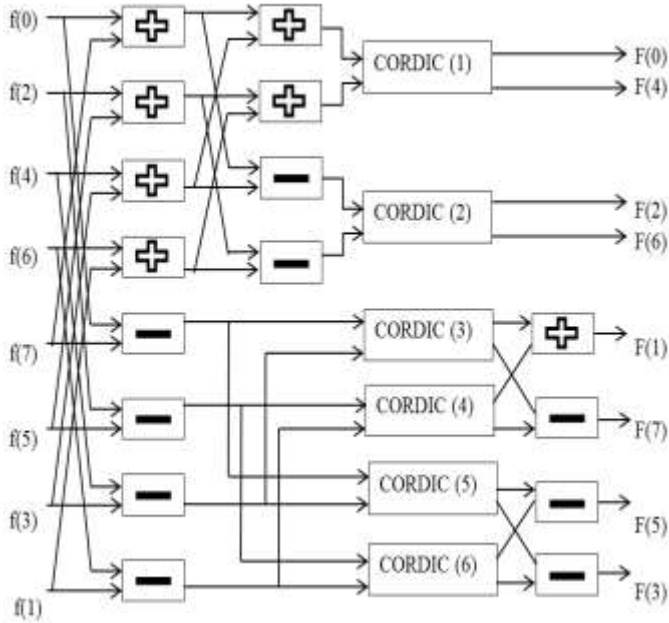 f(0)
f(2)
f(4)
f(6)
f(7)
f(5)
f(3)
f(1)
CORDIC (1)
CORDIC (2)
CORDIC (3)
CORDIC (4)
CORDIC (5)
CORDIC (6)
F(0)
F(4)
F(2)
F(6)
F(1)
F(7)
F(5)
F(3)